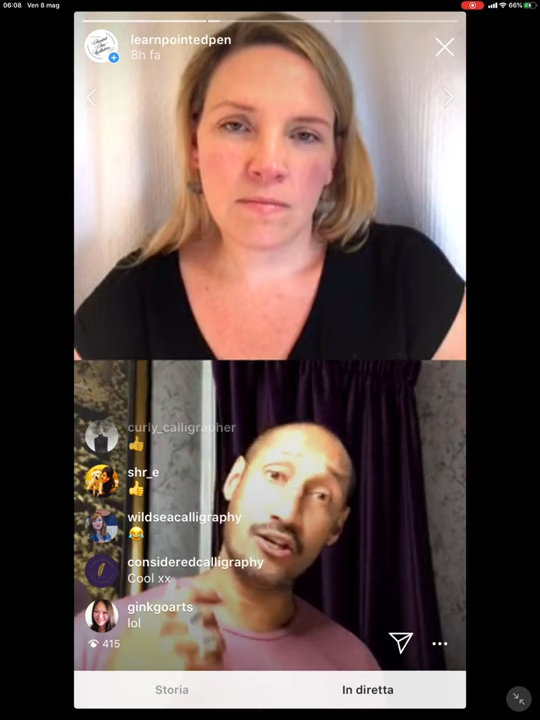 06:08 Ven 8 mag
66%
learnpointedpen
8h fa
curly_calligrapher
shr_e
wildseacalligraphy
consideredcalligraphy
Cool xx
ginkgoarts
lol
415
Storia
In diretta